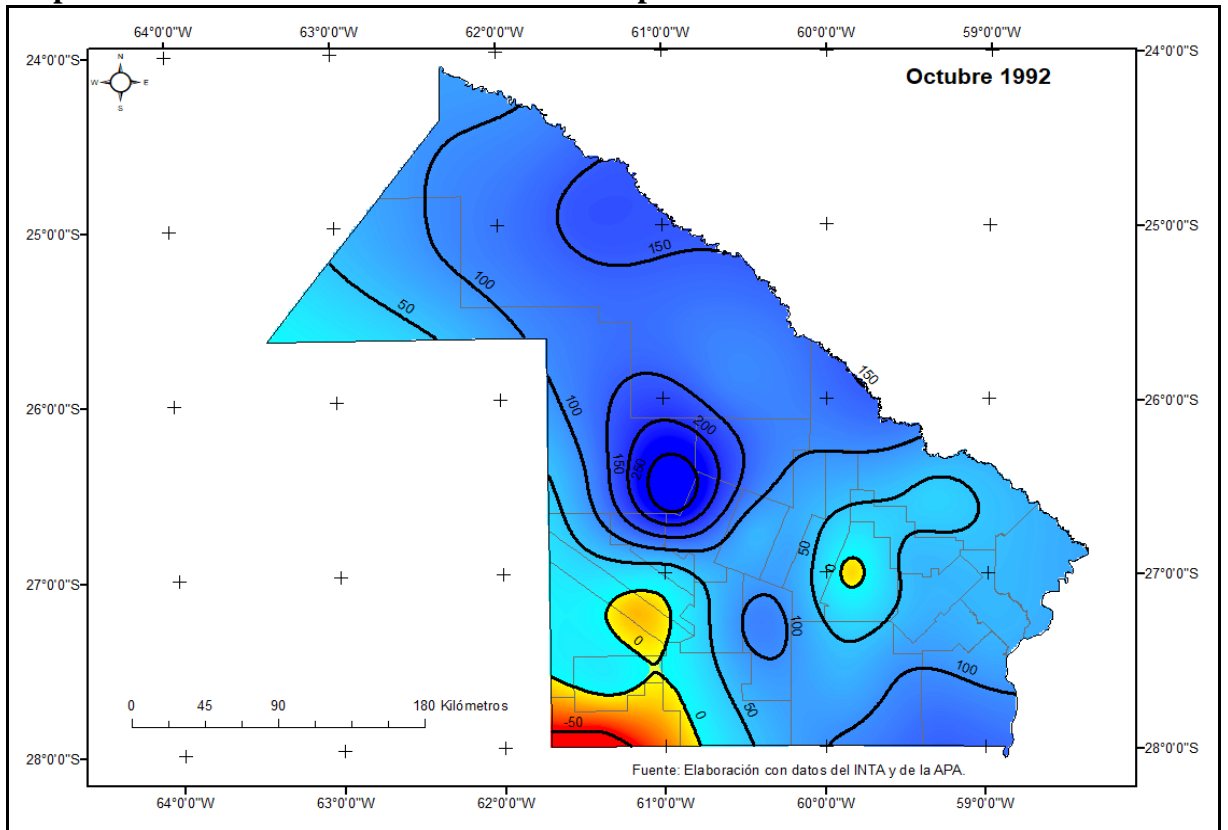 64°0'0"W 63°0'0"W 62°0'0"W 61°0'0"W 60°0'0"W 59°0'0"W
24°0'0"S 24°0'0"S
N
W E
S
Octubre 1992
150
25°0'0"S 25°0'0"S
100
50
150
26°0'0"S 26°0'0"S
100
200
150
250
50
0
27°0'0"S 27°0'0"S
100
0
100
50
0
-50
0 45 90 180 Kilómetros
28°0'0"S 28°0'0"S
Fuente: Elaboración con datos del INTA y de la APA.
64°0'0"W 63°0'0"W 62°0'0"W 61°0'0"W 60°0'0"W 59°0'0"W